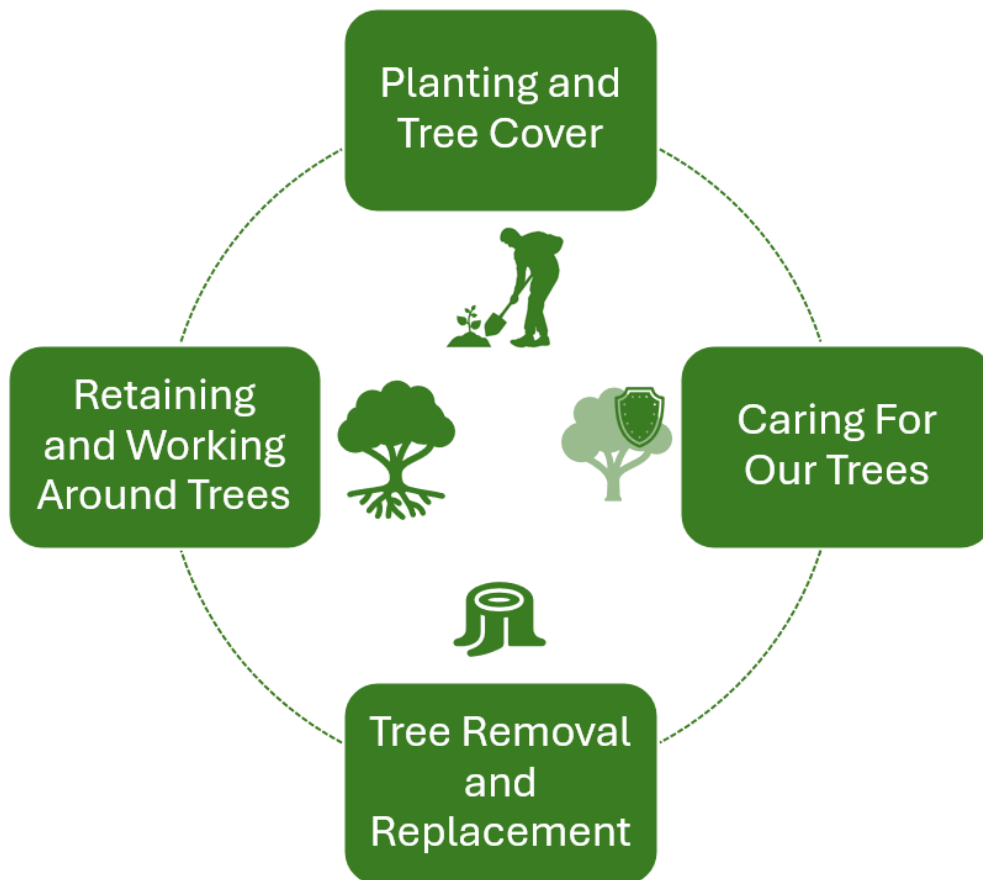 Planting and
Tree Cover
Retaining
and Working
Around Trees
Caring For
Our Trees
Tree Removal
and
Replacement